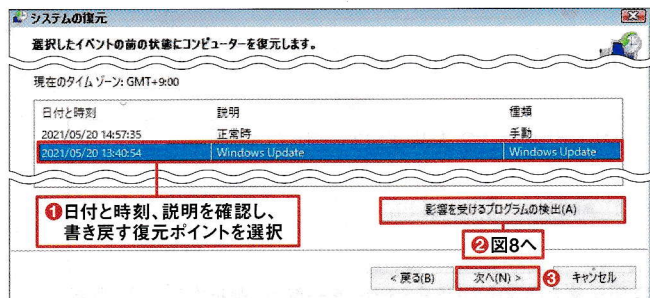 システムの復元
選択したイベントの前の状態にコンピューターを復元します。
現在のタイム ゾーン: GMT+9:00
日付と時刻 説明 種類
2021/05/20 14:57:35 正常時 手動
2021/05/20 13:40:54 Windows Update Windows Update
❶日付と時刻、説明を確認し、
書き戻す復元ポイントを選択
影響を受けるプログラムの検出(A)
❷図8へ
< 戻る(B) 次へ(N) > ❸ キャンセル